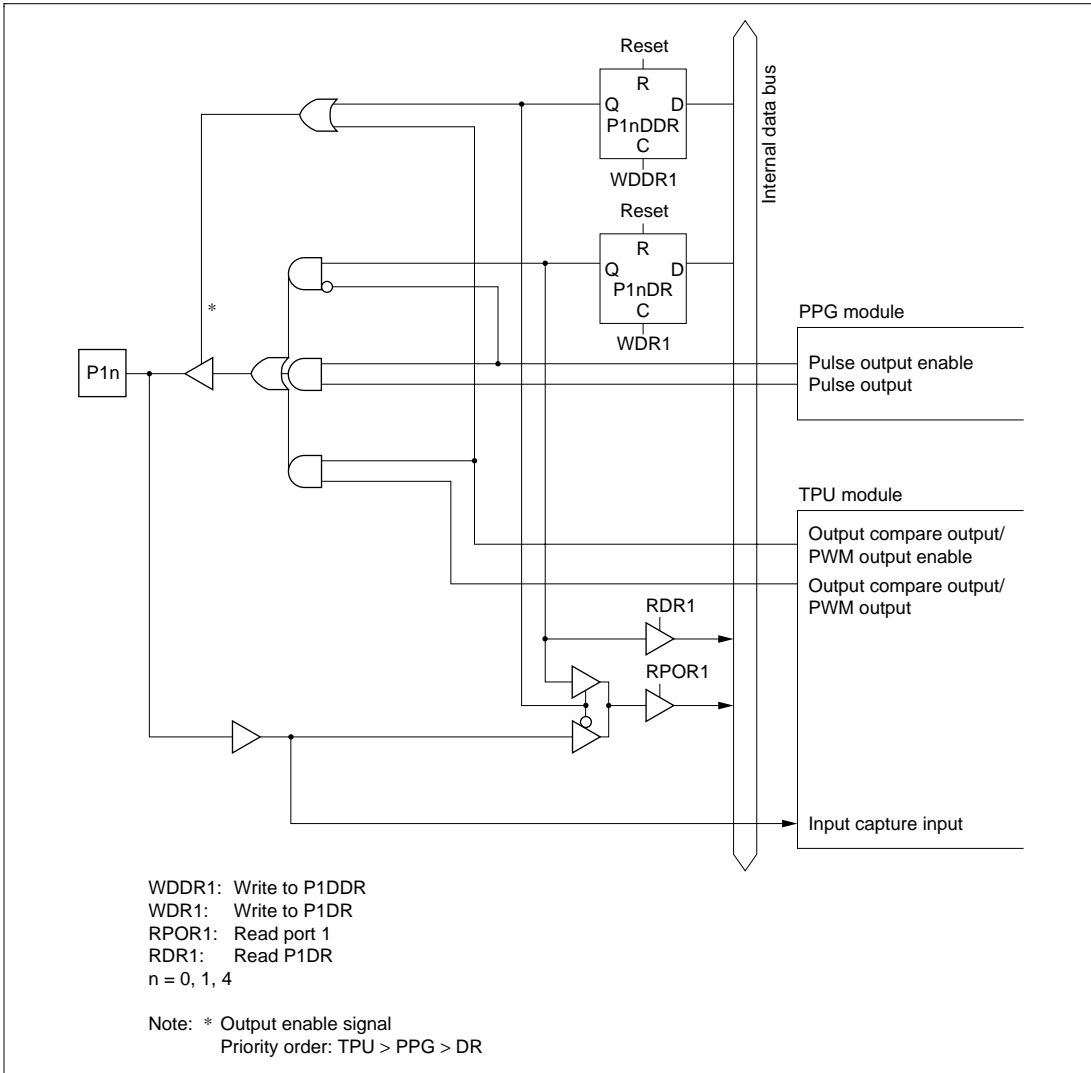 Reset
R
Q D
P1nDDR
C
WDDR1
Reset
R
Q D
P1nDR
C
WDR1
Internal data bus
*
P1n
PPG module
Pulse output enable
Pulse output
TPU module
Output compare output/
PWM output enable
Output compare output/
PWM output
RDR1
RPOR1
Input capture input
WDDR1: Write to P1DDR
WDR1: Write to P1DR
RPOR1: Read port 1
RDR1: Read P1DR
n = 0, 1, 4
Note: * Output enable signal
Priority order: TPU > PPG > DR